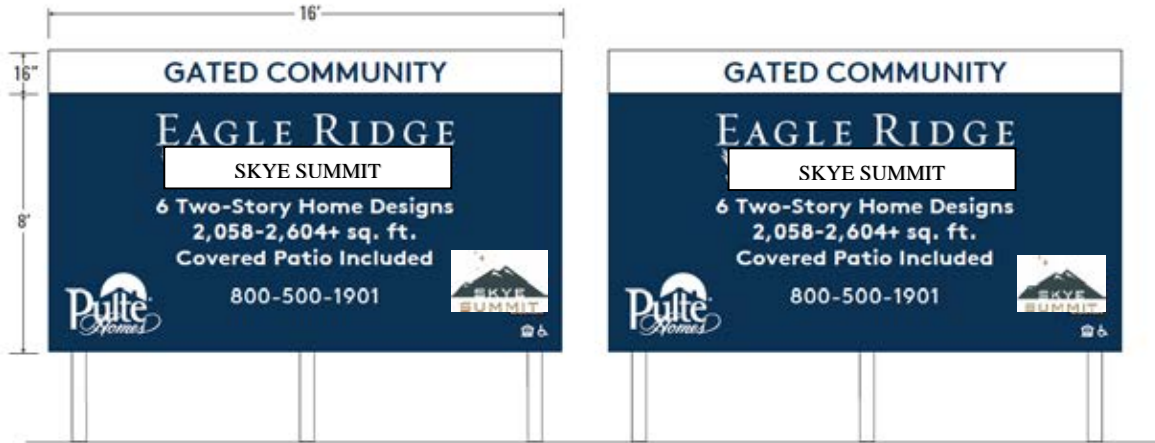 16'
16"
8'
GATED COMMUNITY
EAGLE RIDGE
SKYE SUMMIT
6 Two-Story Home Designs
2,058-2,604+ sq. ft.
Covered Patio Included
800-500-1901
Pulte
Homes
SKYE
SUMMIT
GATED COMMUNITY
EAGLE RIDGE
SKYE SUMMIT
6 Two-Story Home Designs
2,058-2,604+ sq. ft.
Covered Patio Included
800-500-1901
Pulte
Homes
SKYE
SUMMIT